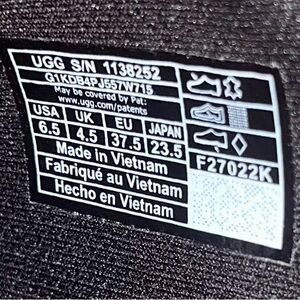 UGG S/N 1138252
G1KDB4PJ557W715
May be covered by Pat:
www.ugg.com/patents
USA UK EU JAPAN
6.5 4.5 37.5 23.5
Made in Vietnam
Fabriqué au Vietnam
Hecho en Vietnam
F27022K